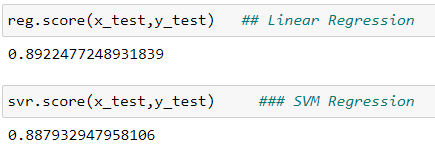 reg.score(x_test,y_test)   ## Linear Regression
0.8922477248931839
svr.score(x_test,y_test)     ### SVM Regression
0.887932947958106